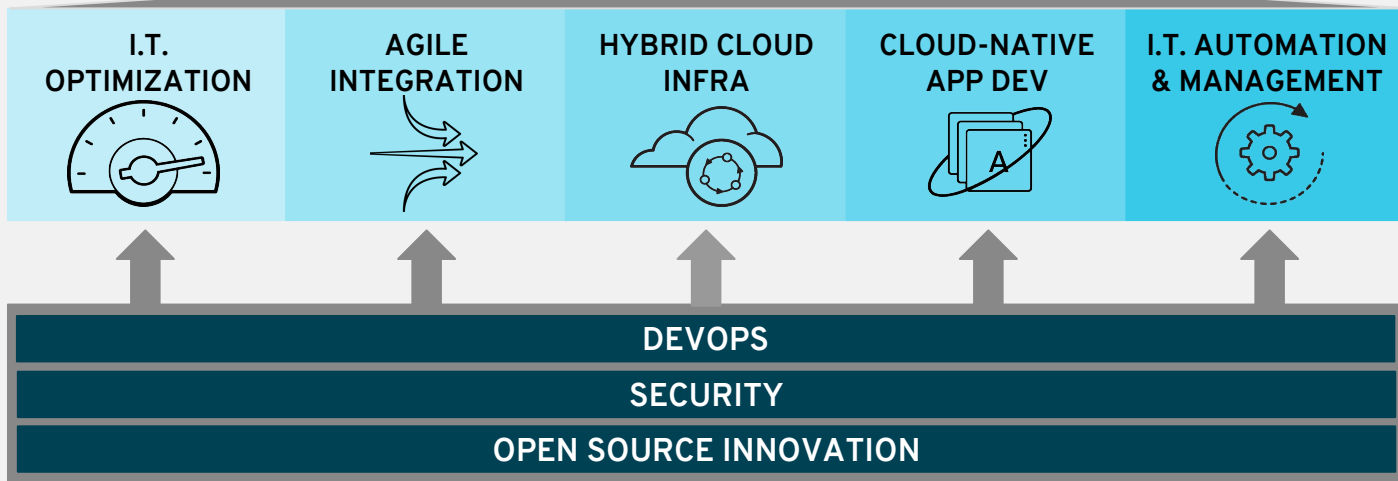 I.T.
OPTIMIZATION
AGILE
INTEGRATION
HYBRID CLOUD
INFRA
CLOUD-NATIVE
APP DEV
A
I.T. AUTOMATION
& MANAGEMENT
DEVOPS
SECURITY
OPEN SOURCE INNOVATION